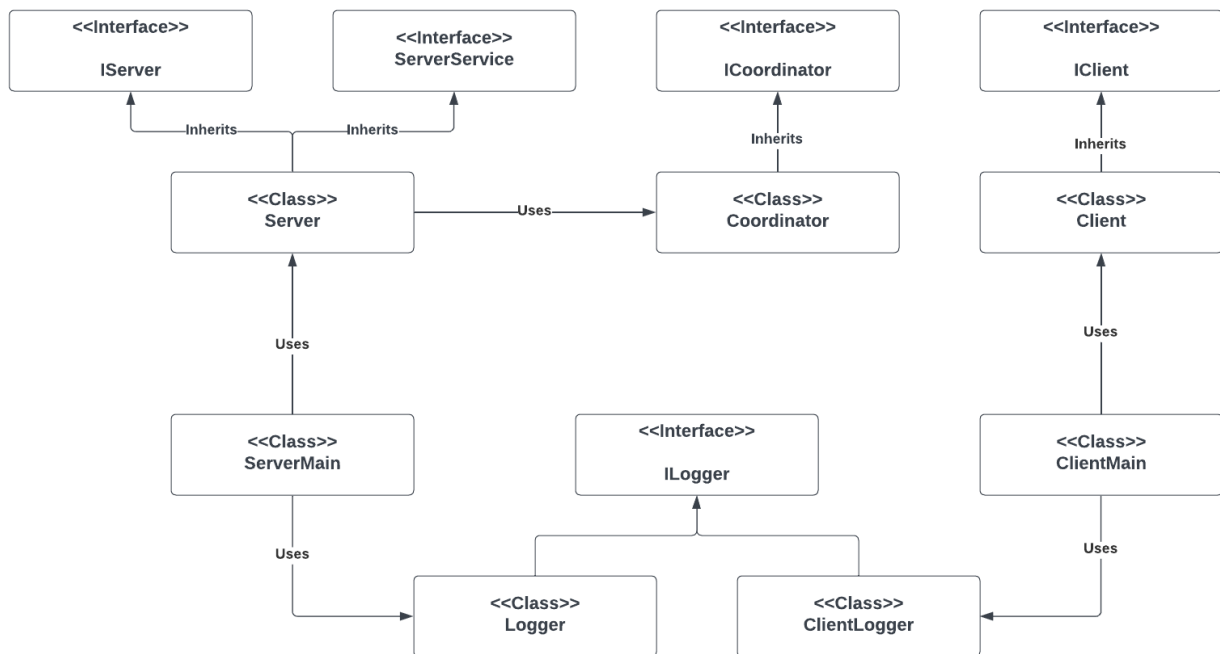 <<Interface>>
IServer
<<Interface>>
ServerService
<<Interface>>
ICoordinator
<<Interface>>
IClient
Inherits
Inherits
Inherits
Inherits
<<Class>>
Server
Uses
<<Class>>
Coordinator
<<Class>>
Client
Uses
Uses
<<Class>>
ServerMain
<<Interface>>
ILogger
<<Class>>
ClientMain
Uses
Uses
<<Class>>
Logger
<<Class>>
ClientLogger